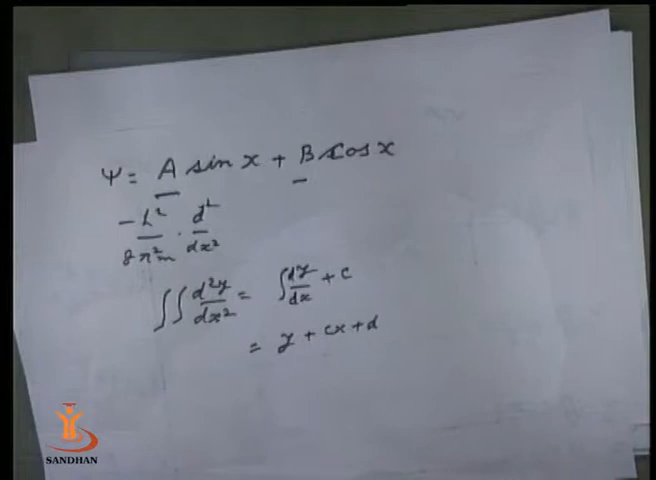 Ψ = A sin x + B cos x
-h² / 8π²m · d² / dx²
∫∫ d²y / dx² = ∫ dy / dx + c
= y + cx + d
SANDHAN